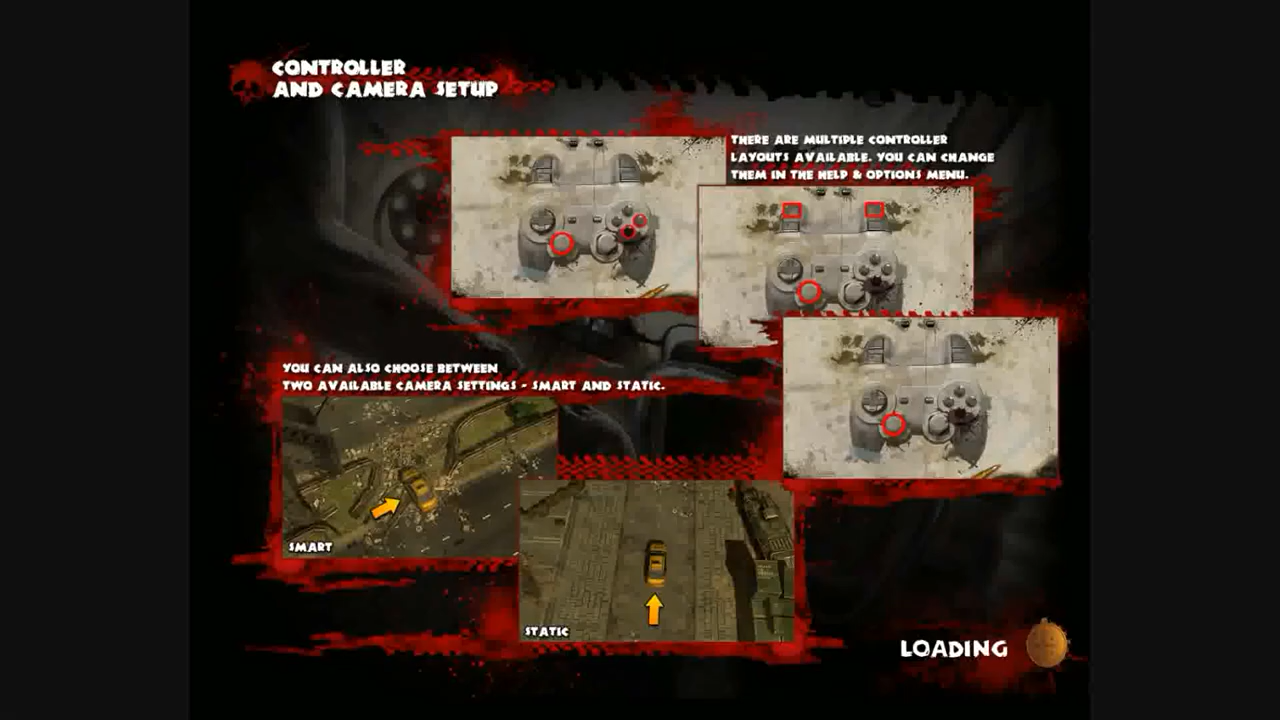 CONTROLLER
AND CAMERA SETUP
THERE ARE MULTIPLE CONTROLLER
LAYOUTS AVAILABLE. YOU CAN CHANGE
THEM IN THE HELP & OPTIONS MENU.
YOU CAN ALSO CHOOSE BETWEEN
TWO AVAILABLE CAMERA SETTINGS - SMART AND STATIC.
SMART
STATIC
LOADING